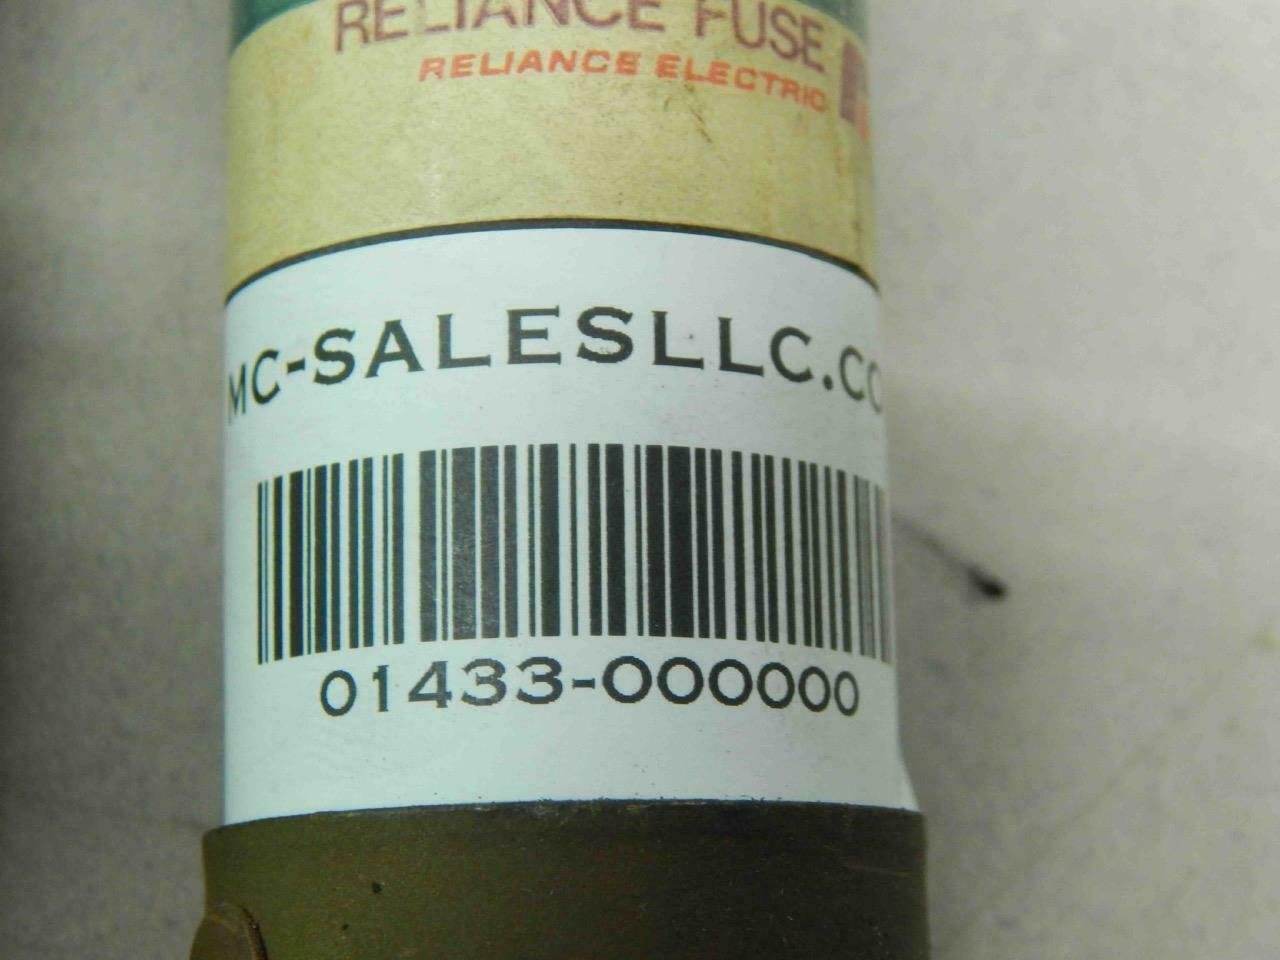 RELIANCE FUSE
RELIANCE ELECTRIC
MC-SALESLLC.CO
01433-000000